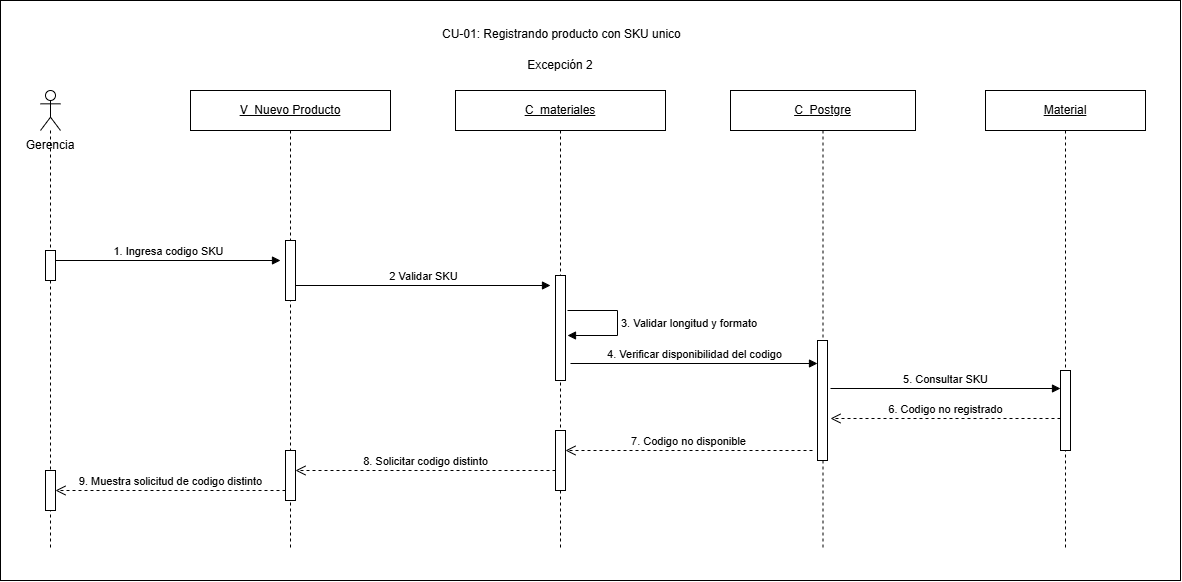 CU-01: Registrando producto con SKU unico
Excepción 2
Gerencia
V_Nuevo Producto
C_materiales
C_Postgre
Material
1. Ingresa codigo SKU
2 Validar SKU
3. Validar longitud y formato
4. Verificar disponibilidad del codigo
5. Consultar SKU
6. Codigo no registrado
7. Codigo no disponible
8. Solicitar codigo distinto
9. Muestra solicitud de codigo distinto